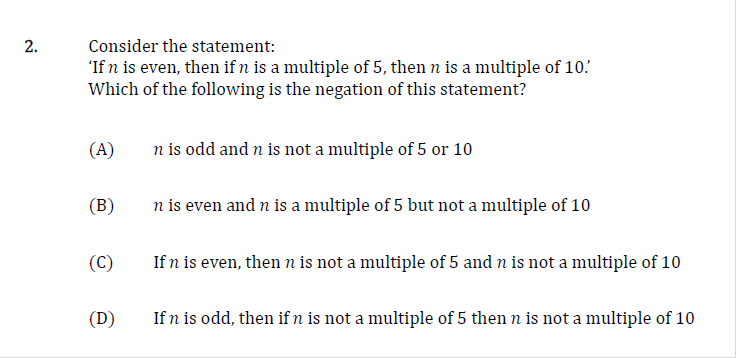 2. Consider the statement:
‘If n is even, then if n is a multiple of 5, then n is a multiple of 10.’
Which of the following is the negation of this statement?
(A) n is odd and n is not a multiple of 5 or 10
(B) n is even and n is a multiple of 5 but not a multiple of 10
(C) If n is even, then n is not a multiple of 5 and n is not a multiple of 10
(D) If n is odd, then if n is not a multiple of 5 then n is not a multiple of 10